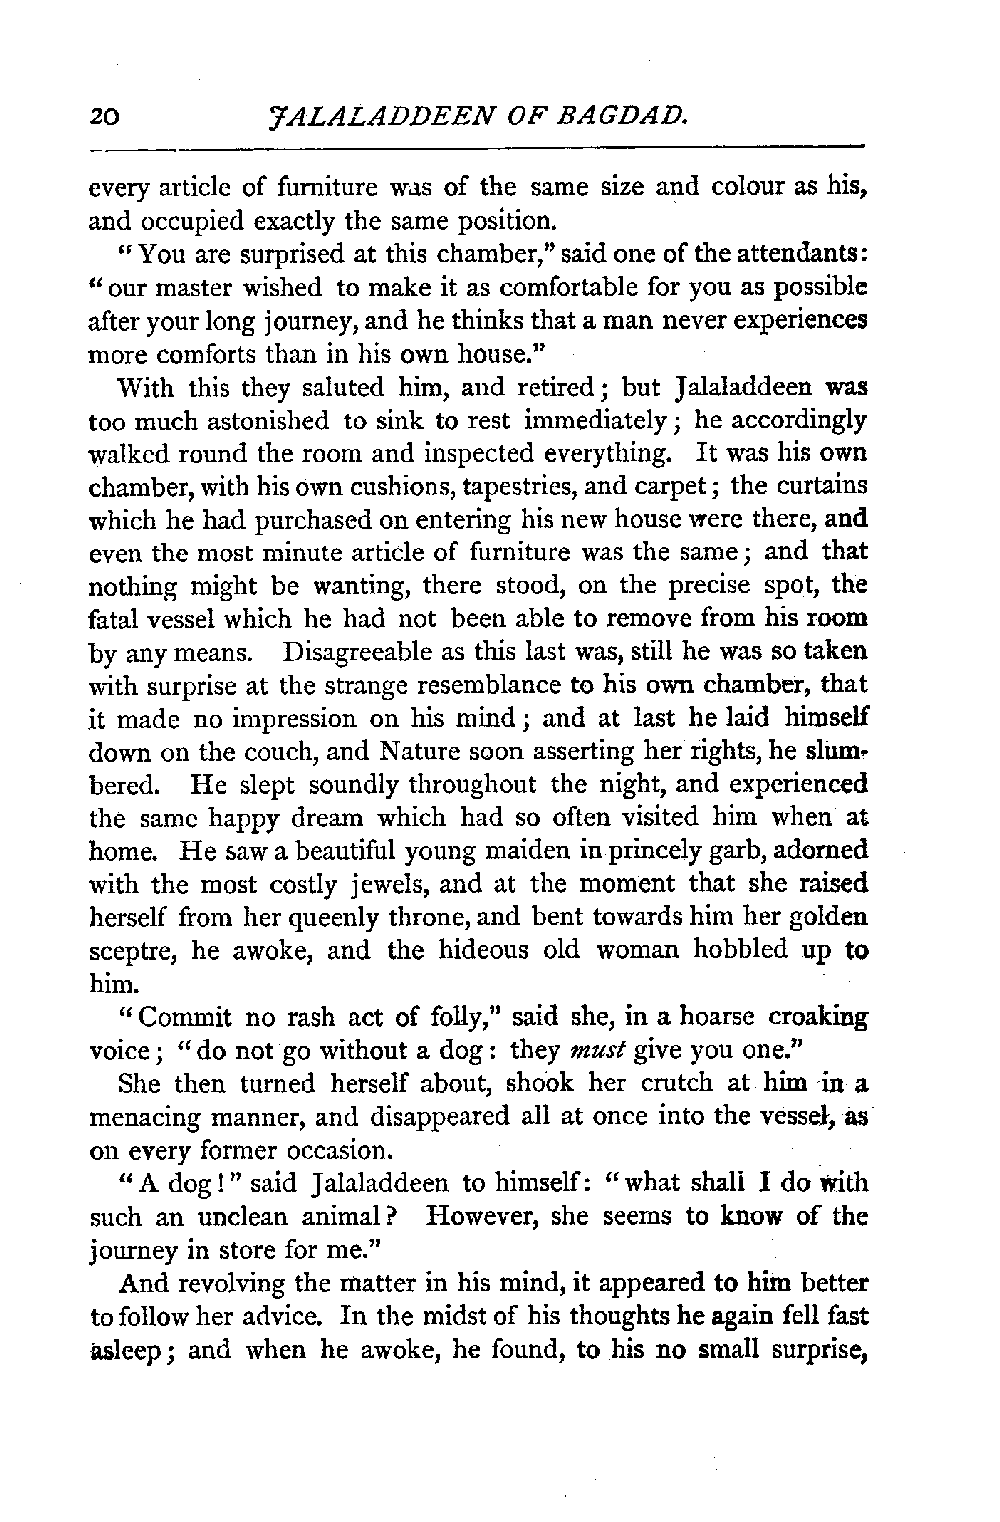 20 JALALADDEEN OF BAGDAD.
every article of furniture was of the same size and colour as his,
and occupied exactly the same position.
“You are surprised at this chamber,” said one of the attendants:
“our master wished to make it as comfortable for you as possible
after your long journey, and he thinks that a man never experiences
more comforts than in his own house.”
With this they saluted him, and retired; but Jalaladdeen was
too much astonished to sink to rest immediately; he accordingly
walked round the room and inspected everything. It was his own
chamber, with his own cushions, tapestries, and carpet; the curtains
which he had purchased on entering his new house were there, and
even the most minute article of furniture was the same; and that
nothing might be wanting, there stood, on the precise spot, the
fatal vessel which he had not been able to remove from his room
by any means. Disagreeable as this last was, still he was so taken
with surprise at the strange resemblance to his own chamber, that
it made no impression on his mind; and at last he laid himself
down on the couch, and Nature soon asserting her rights, he slum-
bered. He slept soundly throughout the night, and experienced
the same happy dream which had so often visited him when at
home. He saw a beautiful young maiden in princely garb, adorned
with the most costly jewels, and at the moment that she raised
herself from her queenly throne, and bent towards him her golden
sceptre, he awoke, and the hideous old woman hobbled up to
him.
“Commit no rash act of folly,” said she, in a hoarse croaking
voice; “do not go without a dog: they must give you one.”
She then turned herself about, shook her crutch at him in a
menacing manner, and disappeared all at once into the vessel, as
on every former occasion.
“A dog!” said Jalaladdeen to himself: “what shall I do with
such an unclean animal? However, she seems to know of the
journey in store for me.”
And revolving the matter in his mind, it appeared to him better
to follow her advice. In the midst of his thoughts he again fell fast
asleep; and when he awoke, he found, to his no small surprise,